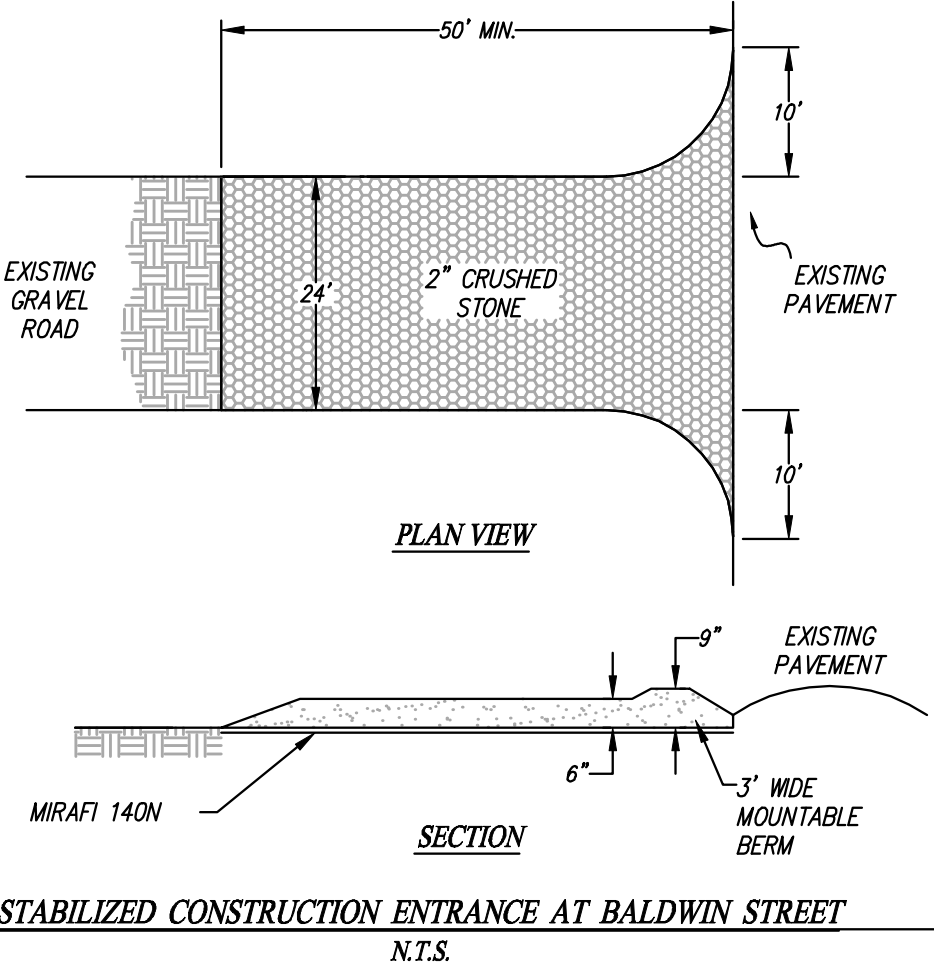 50' MIN.
10'
EXISTING
GRAVEL
ROAD
24'
2" CRUSHED
STONE
EXISTING
PAVEMENT
10'
PLAN VIEW
9"
EXISTING
PAVEMENT
6"
MIRAFI 140N
3' WIDE
MOUNTABLE
BERM
SECTION
STABILIZED CONSTRUCTION ENTRANCE AT BALDWIN STREET
N.T.S.